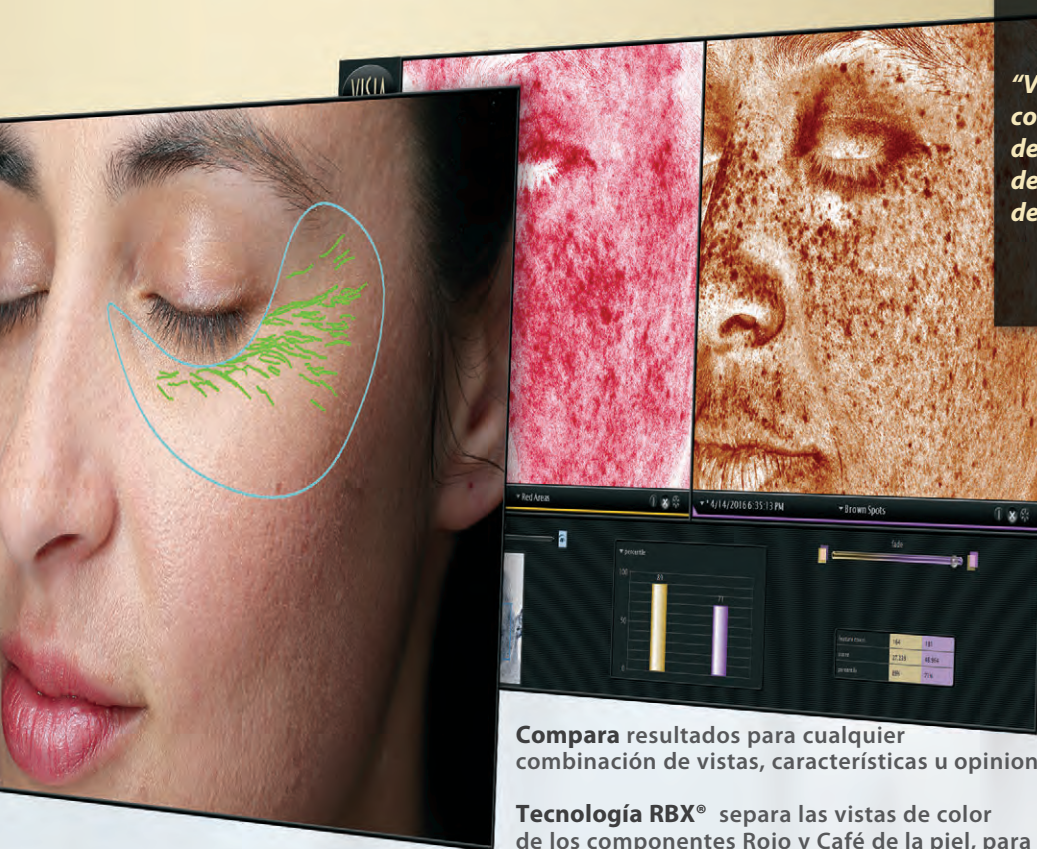 VISIA
“V
co
de
de
de
Red Areas
4/14/2016 6:35:13 PM
Brown Spots
percentile
fade
100
50
0
71
Compara resultados para cualquier
combinación de vistas, características u opinion
Tecnología RBX® separa las vistas de color
de los componentes Rojo y Café de la piel, para